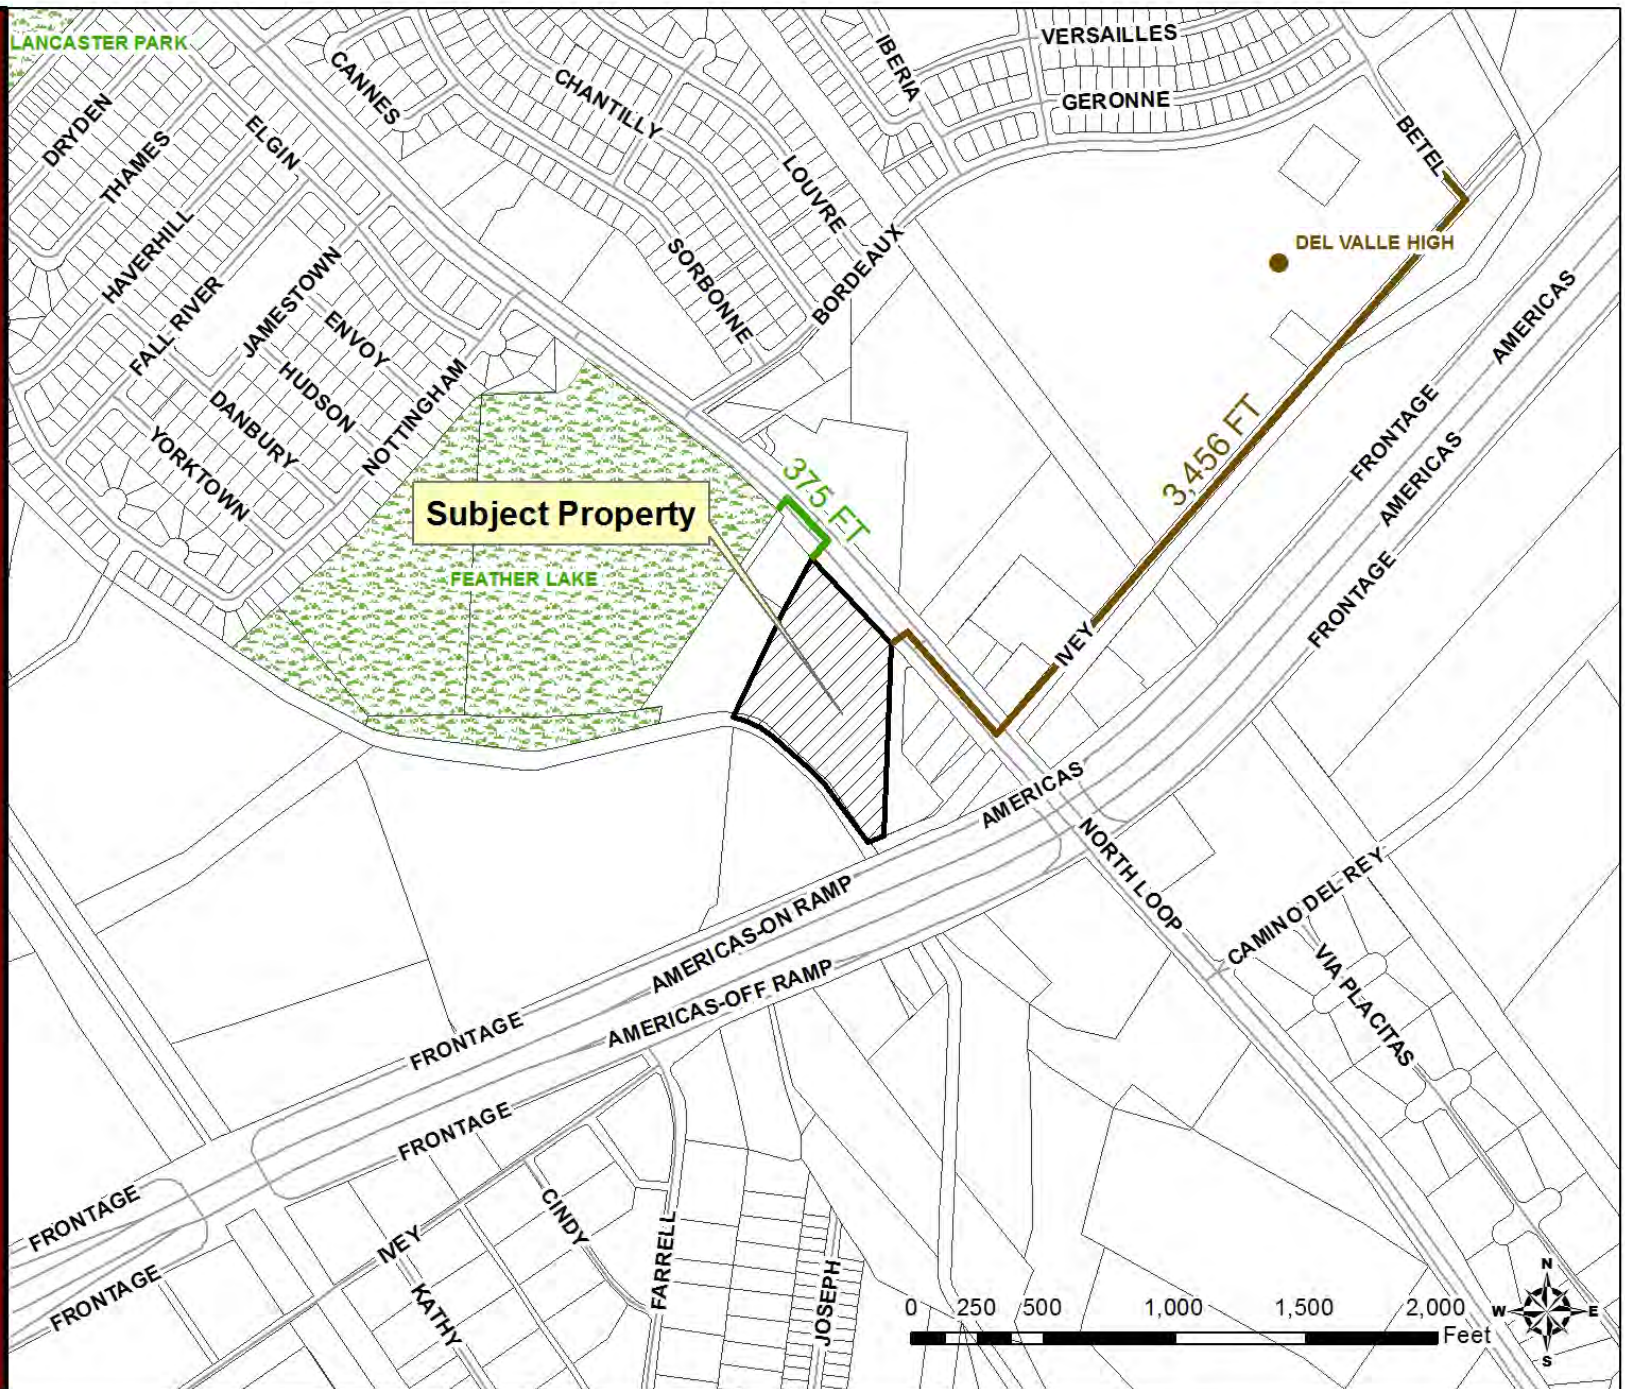 LANCASTER PARK
VERSAILLES
CANNES
IBERIA
CHANTILLY
GERONNE
DRYDEN
THAMES
ELGIN
BETEL
LOUVRE
HAVERHILL
SORBONNE
BORDEAUX
DEL VALLE HIGH
FALL RIVER
JAMESTOWN
ENVOY
HUDSON
NOTTINGHAM
DANBURY
YORKTOWN
AMERICAS
FRONTAGE
AMERICAS
FRONTAGE
3,456 FT
375 FT
Subject Property
FEATHER LAKE
IVEY
AMERICAS
NORTH LOOP
CAMINO DEL REY
VIA PLACITAS
AMERICAS-ON RAMP
AMERICAS-OFF RAMP
FRONTAGE
FRONTAGE
FRONTAGE
FRONTAGE
IVEY
CINDY
KATHY
FARRELL
JOSEPH
0 250 500 1,000 1,500 2,000
Feet
N
W E
S